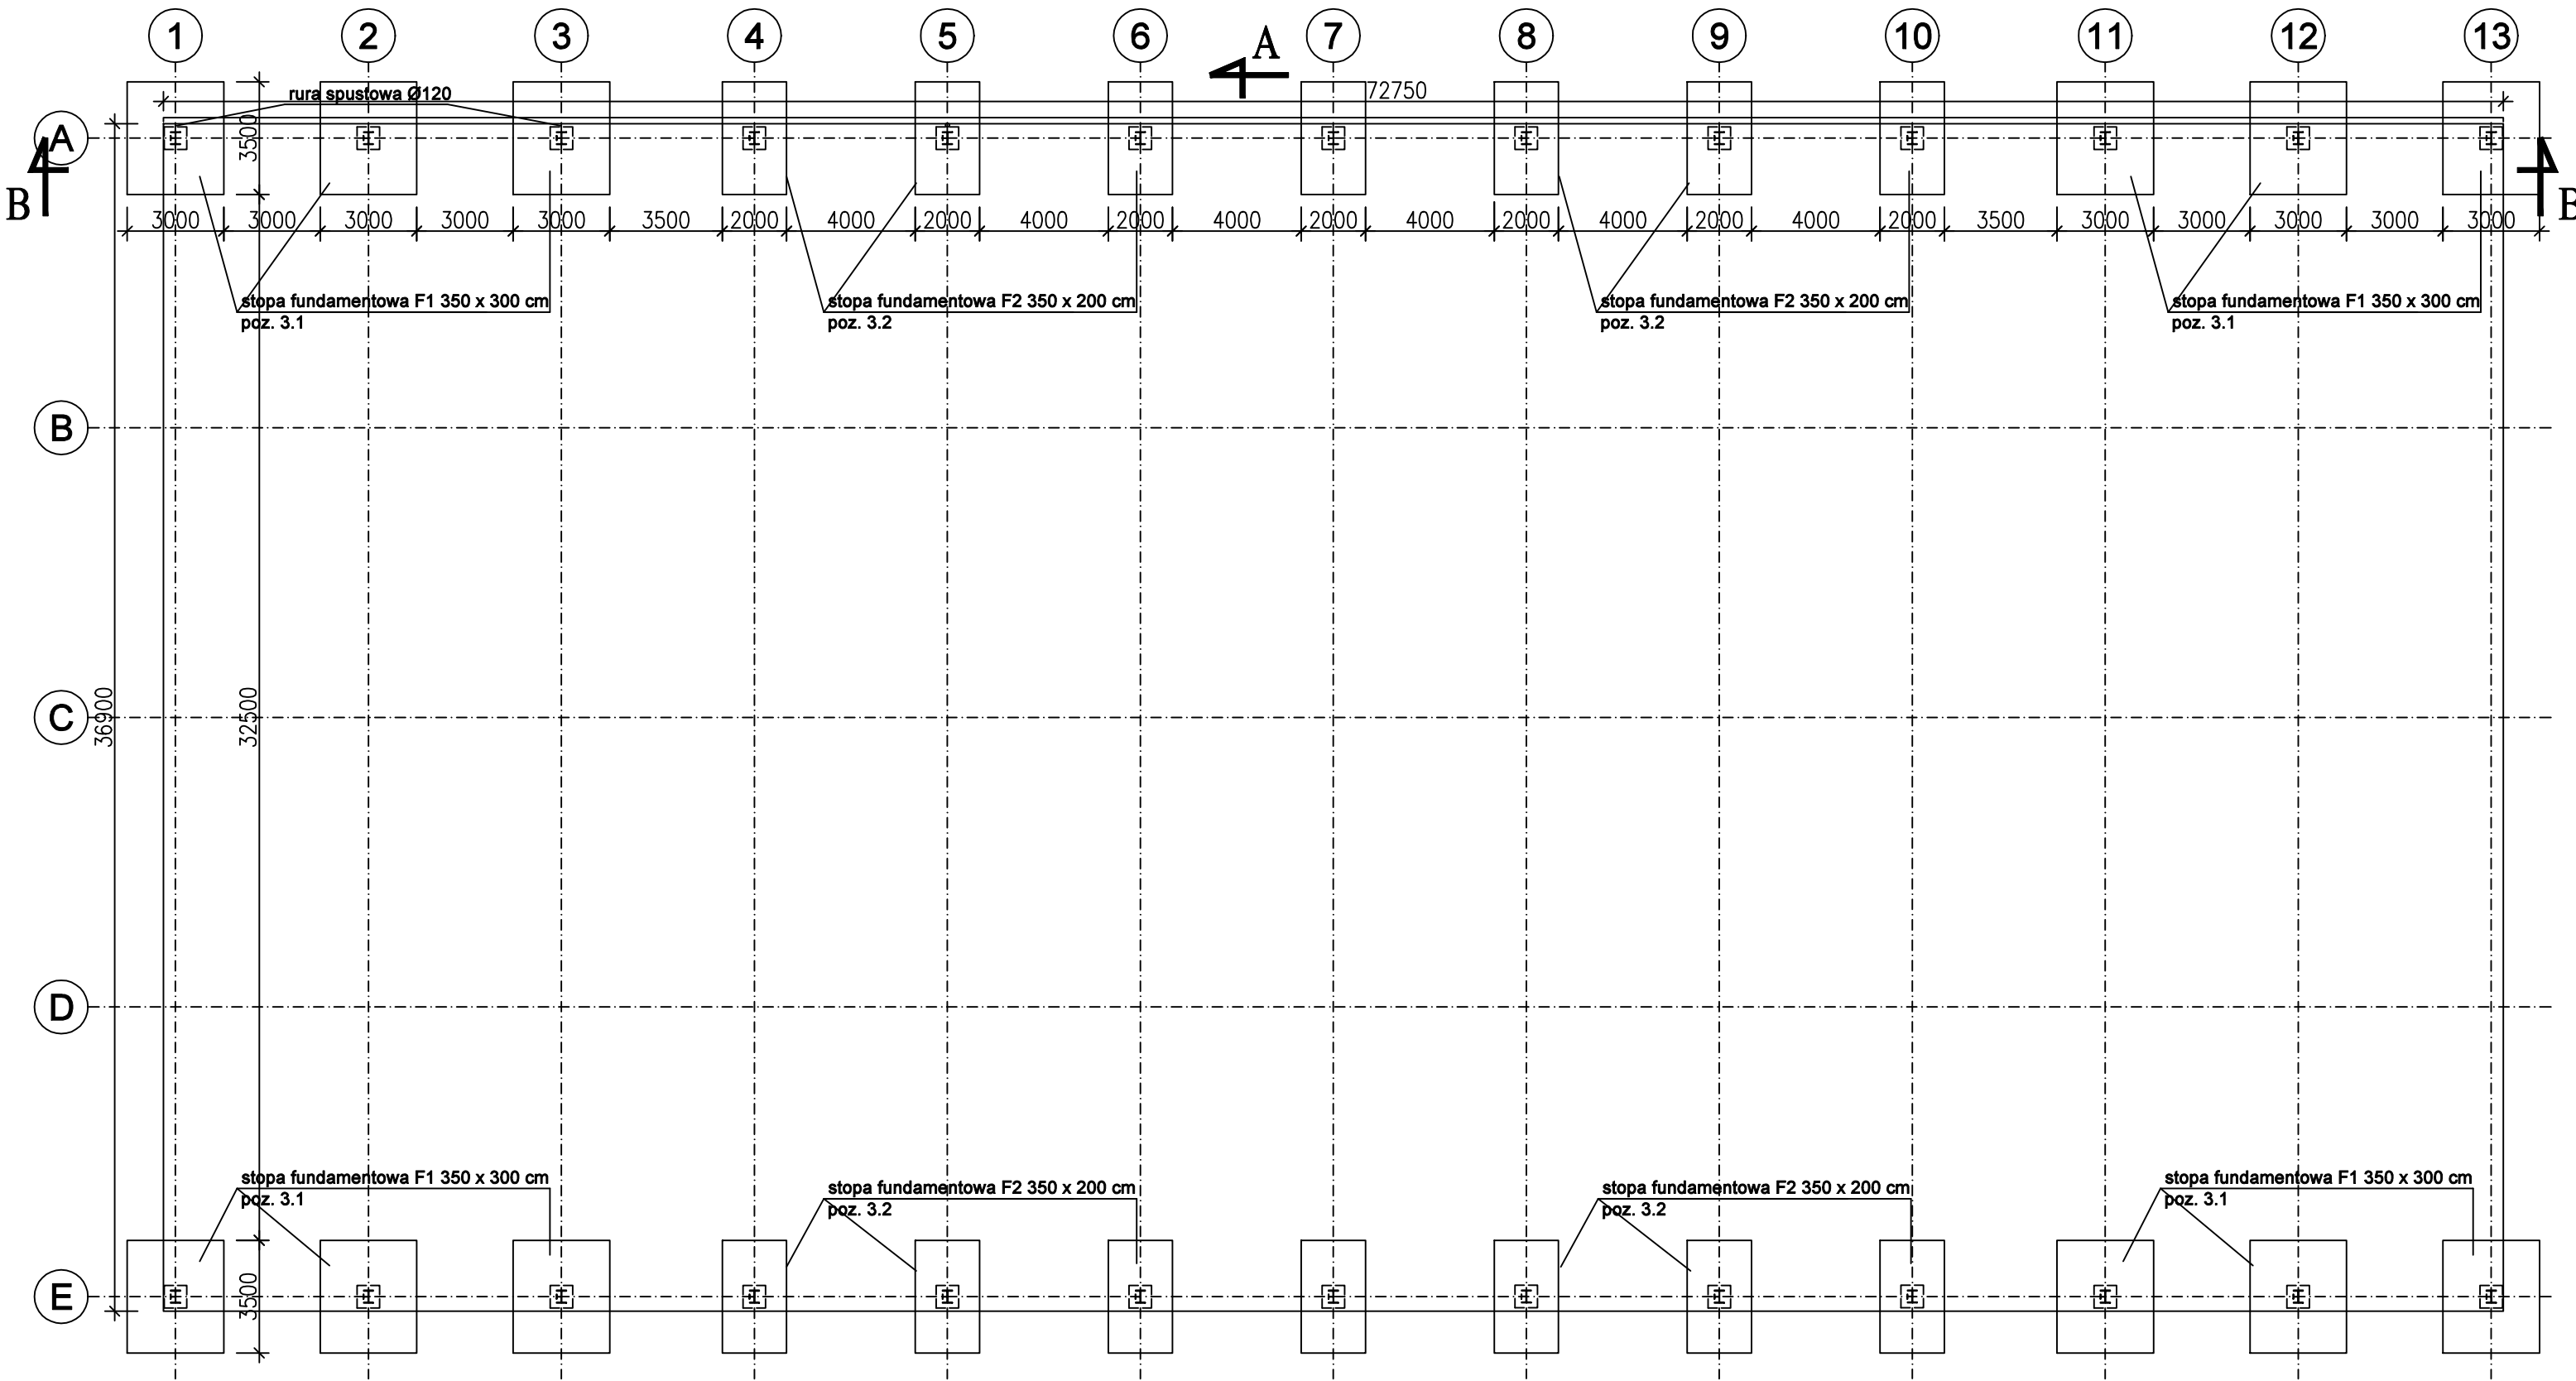 1 2 3 4 5 6 7 8 9 10 11 12 13
A
72750
rura spustowa Ø120
A
3500
B
B
3000 3000 3000 3000 3000 3500 2000 4000 2000 4000 2000 4000 2000 4000 2000 4000 2000 4000 2000 3500 3000 3000 3000 3000 3000
stopa fundamentowa F1 350 x 300 cm
poz. 3.1
stopa fundamentowa F2 350 x 200 cm
poz. 3.2
stopa fundamentowa F2 350 x 200 cm
poz. 3.2
stopa fundamentowa F1 350 x 300 cm
poz. 3.1
B
C
36900
32500
D
stopa fundamentowa F1 350 x 300 cm
poz. 3.1
stopa fundamentowa F2 350 x 200 cm
poz. 3.2
stopa fundamentowa F2 350 x 200 cm
poz. 3.2
stopa fundamentowa F1 350 x 300 cm
poz. 3.1
E
3500